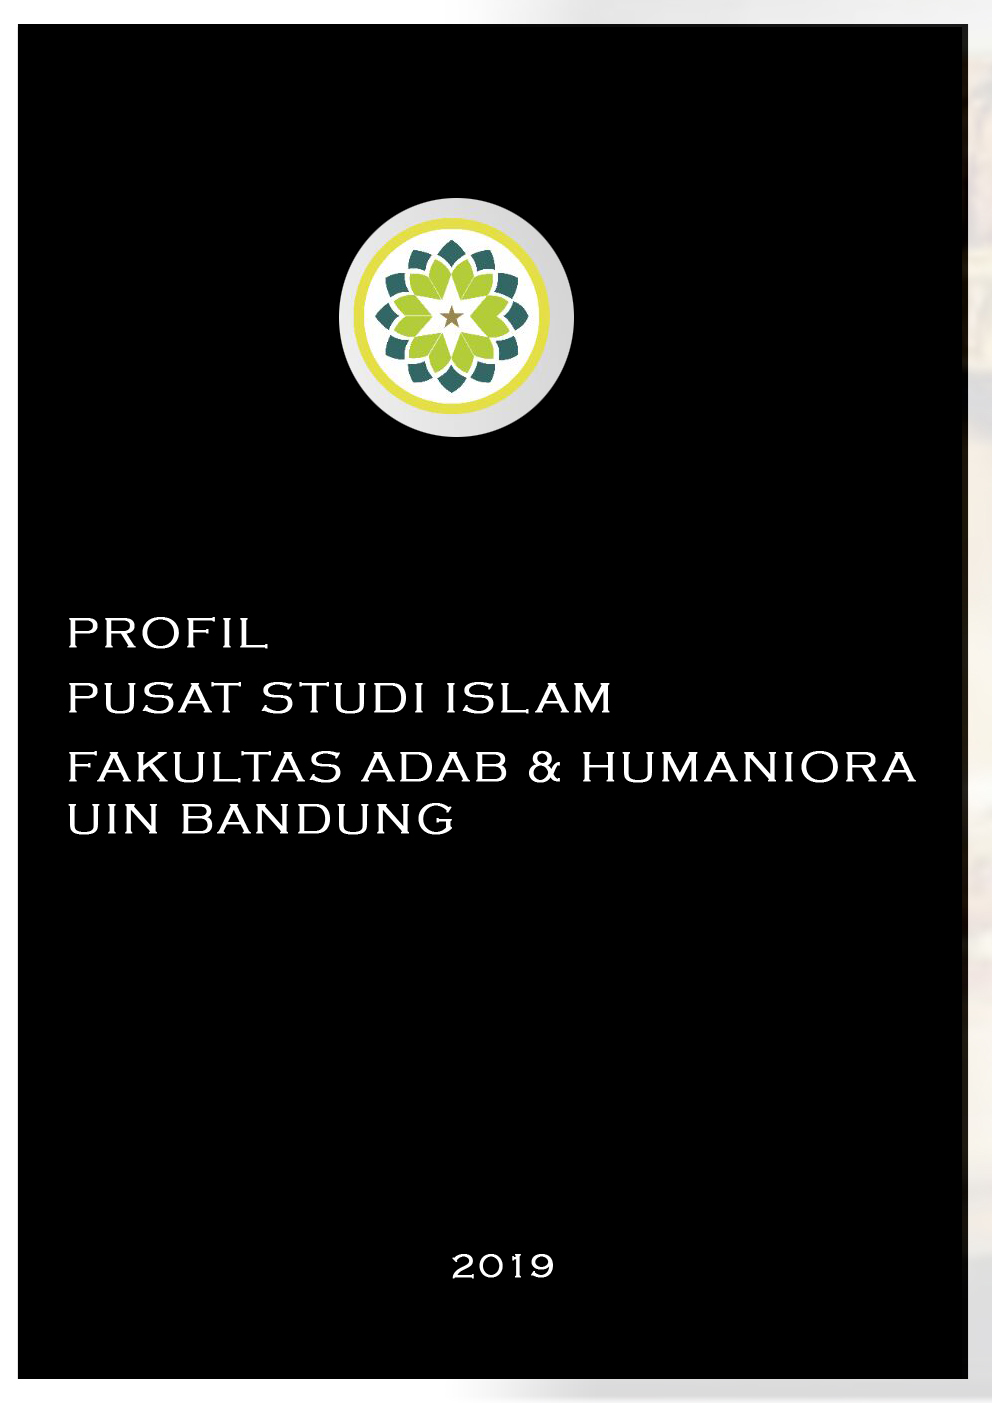 PROFIL
PUSAT STUDI ISLAM
FAKULTAS ADAB & HUMANIORA
UIN BANDUNG
2019